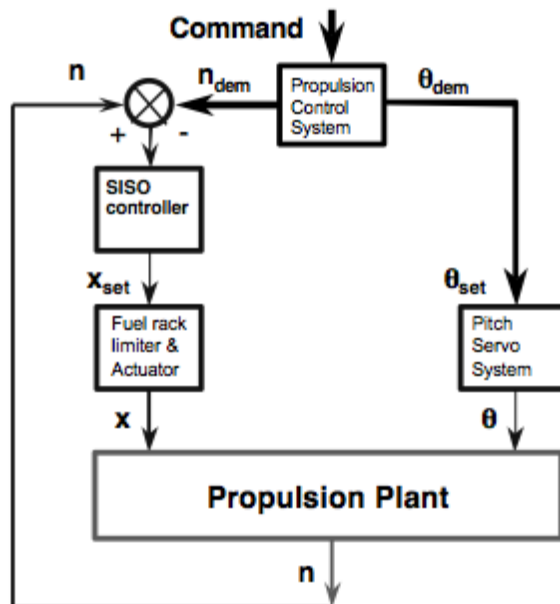 Command
n
n_dem
Propulsion
Control
System
θ_dem
+ -
SISO
controller
x_set
θ_set
Fuel rack
limiter &
Actuator
Pitch
Servo
System
x
θ
Propulsion Plant
n